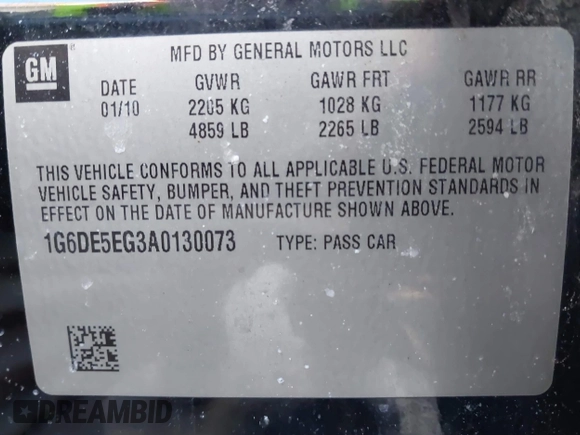 GM
MFD BY GENERAL MOTORS LLC
DATE GVWR GAWR FRT GAWR RR
01/10 2205 KG 1028 KG 1177 KG
4859 LB 2265 LB 2594 LB
THIS VEHICLE CONFORMS TO ALL APPLICABLE U.S. FEDERAL MOTOR
VEHICLE SAFETY, BUMPER, AND THEFT PREVENTION STANDARDS IN
EFFECT ON THE DATE OF MANUFACTURE SHOWN ABOVE.
1G6DE5EG3A0130073 TYPE: PASS CAR
DREAMBID